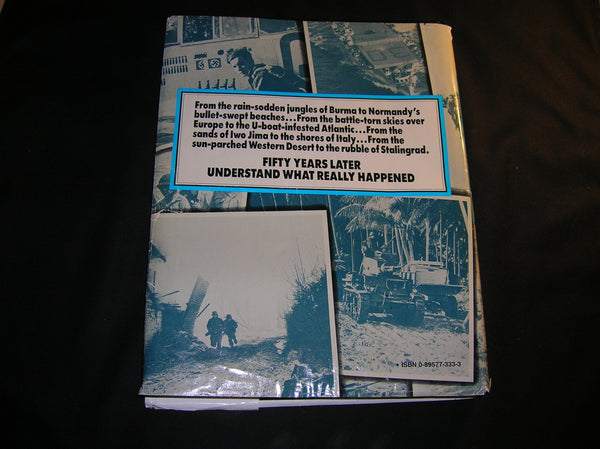 From the rain-sodden jungles of Burma to Normandy's
bullet-swept beaches...From the battle-torn skies over
Europe to the U-boat-infested Atlantic...From the
sands of Iwo Jima to the shores of Italy...From the
sun-parched Western Desert to the rubble of Stalingrad.
FIFTY YEARS LATER
UNDERSTAND WHAT REALLY HAPPENED
• ISBN 0-89577-333-3